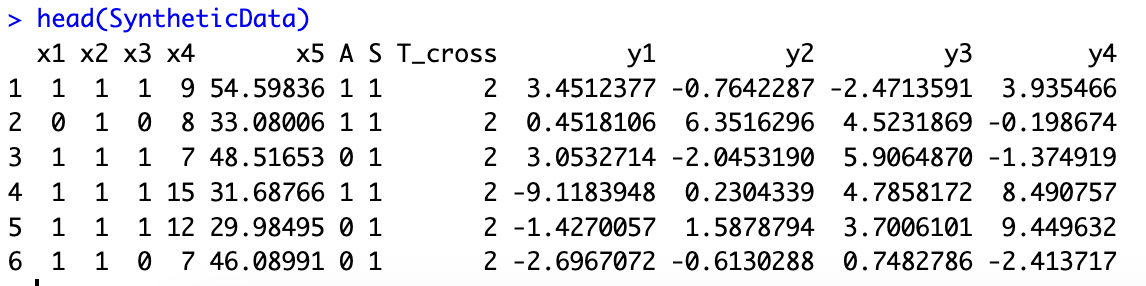 > head(SyntheticData)
x1 x2 x3 x4 x5 A S T_cross y1 y2 y3 y4
1 1 1 1 9 54.59836 1 1 2 3.4512377 -0.7642287 -2.4713591 3.935466
2 0 1 0 8 33.08006 1 1 2 0.4518106 6.3516296 4.5231869 -0.198674
3 1 1 1 7 48.51653 0 1 2 3.0532714 -2.0453190 5.9064870 -1.374919
4 1 1 1 15 31.68766 1 1 2 -9.1183948 0.2304339 4.7858172 8.490757
5 1 1 1 12 29.98495 0 1 2 -1.4270057 1.5878794 3.7006101 9.449632
6 1 1 0 7 46.08991 0 1 2 -2.6967072 -0.6130288 0.7482786 -2.413717